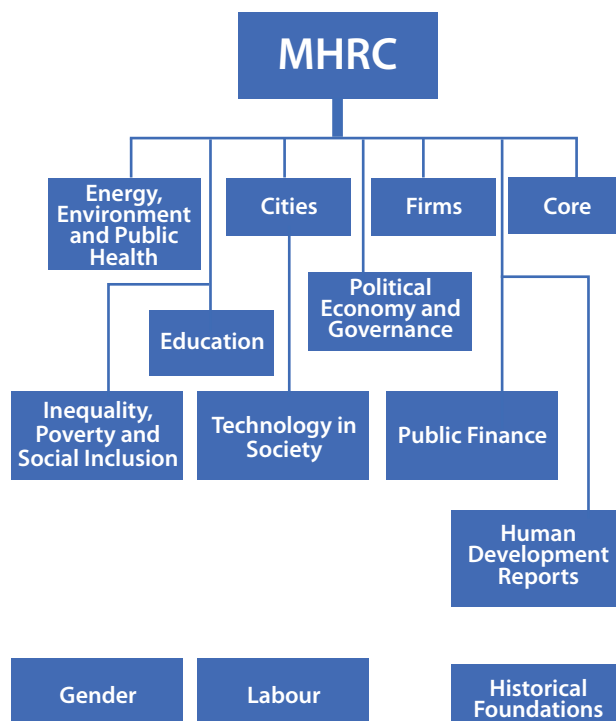 MHRC
Energy,
Environment
and Public
Health
Cities
Firms
Core
Education
Political
Economy and
Governance
Inequality,
Poverty and
Social Inclusion
Technology in
Society
Public Finance
Human
Development
Reports
Gender
Labour
Historical
Foundations